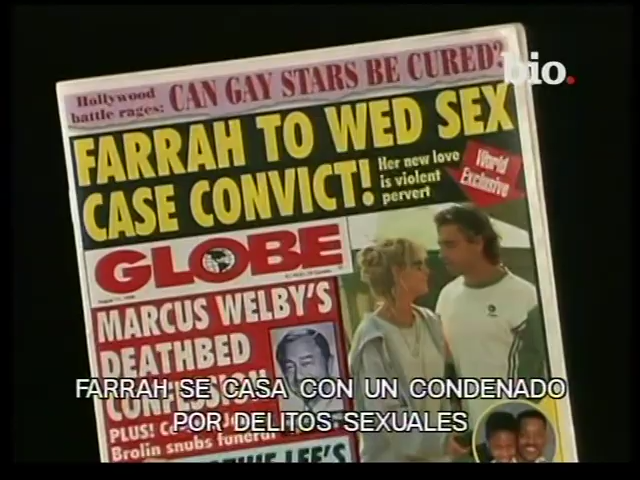 bio.
Hollywood
battle rages: CAN GAY STARS BE CURED?
FARRAH TO WED SEX
CASE CONVICT!
Her new love
is violent
pervert
World
Exclusive
GLOBE
MARCUS WELBY'S
DEATHBED
CONFESSION
PLUS!
Brolin snubs funeral
LEE'S
FARRAH SE CASA CON UN CONDENADO
POR DELITOS SEXUALES